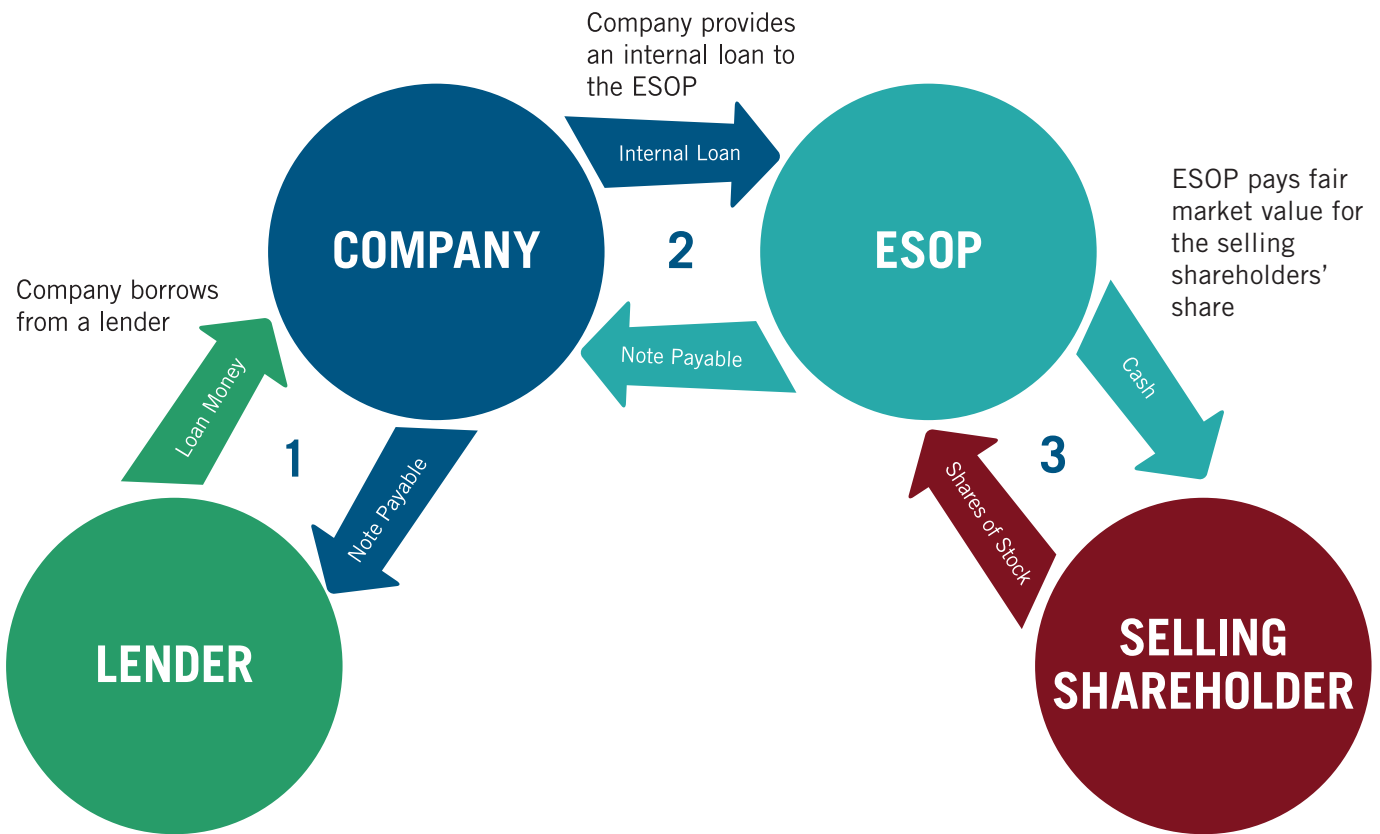 Company provides
an internal loan to
the ESOP
Internal Loan
COMPANY
2
ESOP
ESOP pays fair
market value for
the selling
shareholders’
share
Company borrows
from a lender
Note Payable
Cash
Loan Money
1
Note Payable
3
Shares of Stock
LENDER
SELLING
SHAREHOLDER